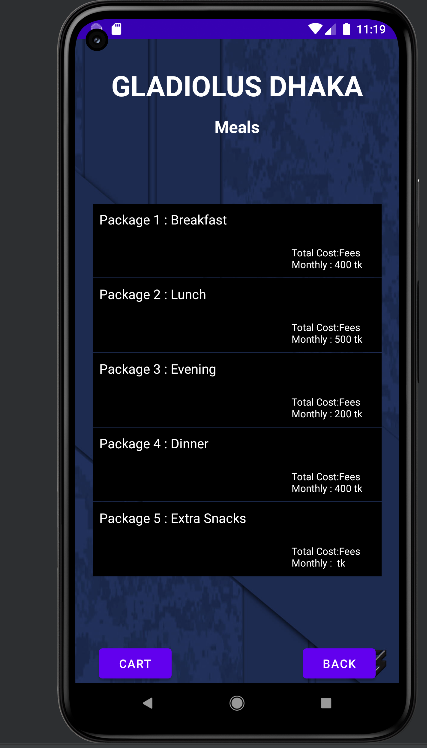 11:19
GLADIOLUS DHAKA
Meals
Package 1 : Breakfast
Total Cost:Fees
Monthly : 400 tk
Package 2 : Lunch
Total Cost:Fees
Monthly : 500 tk
Package 3 : Evening
Total Cost:Fees
Monthly : 200 tk
Package 4 : Dinner
Total Cost:Fees
Monthly : 400 tk
Package 5 : Extra Snacks
Total Cost:Fees
Monthly :  tk
CART
BACK